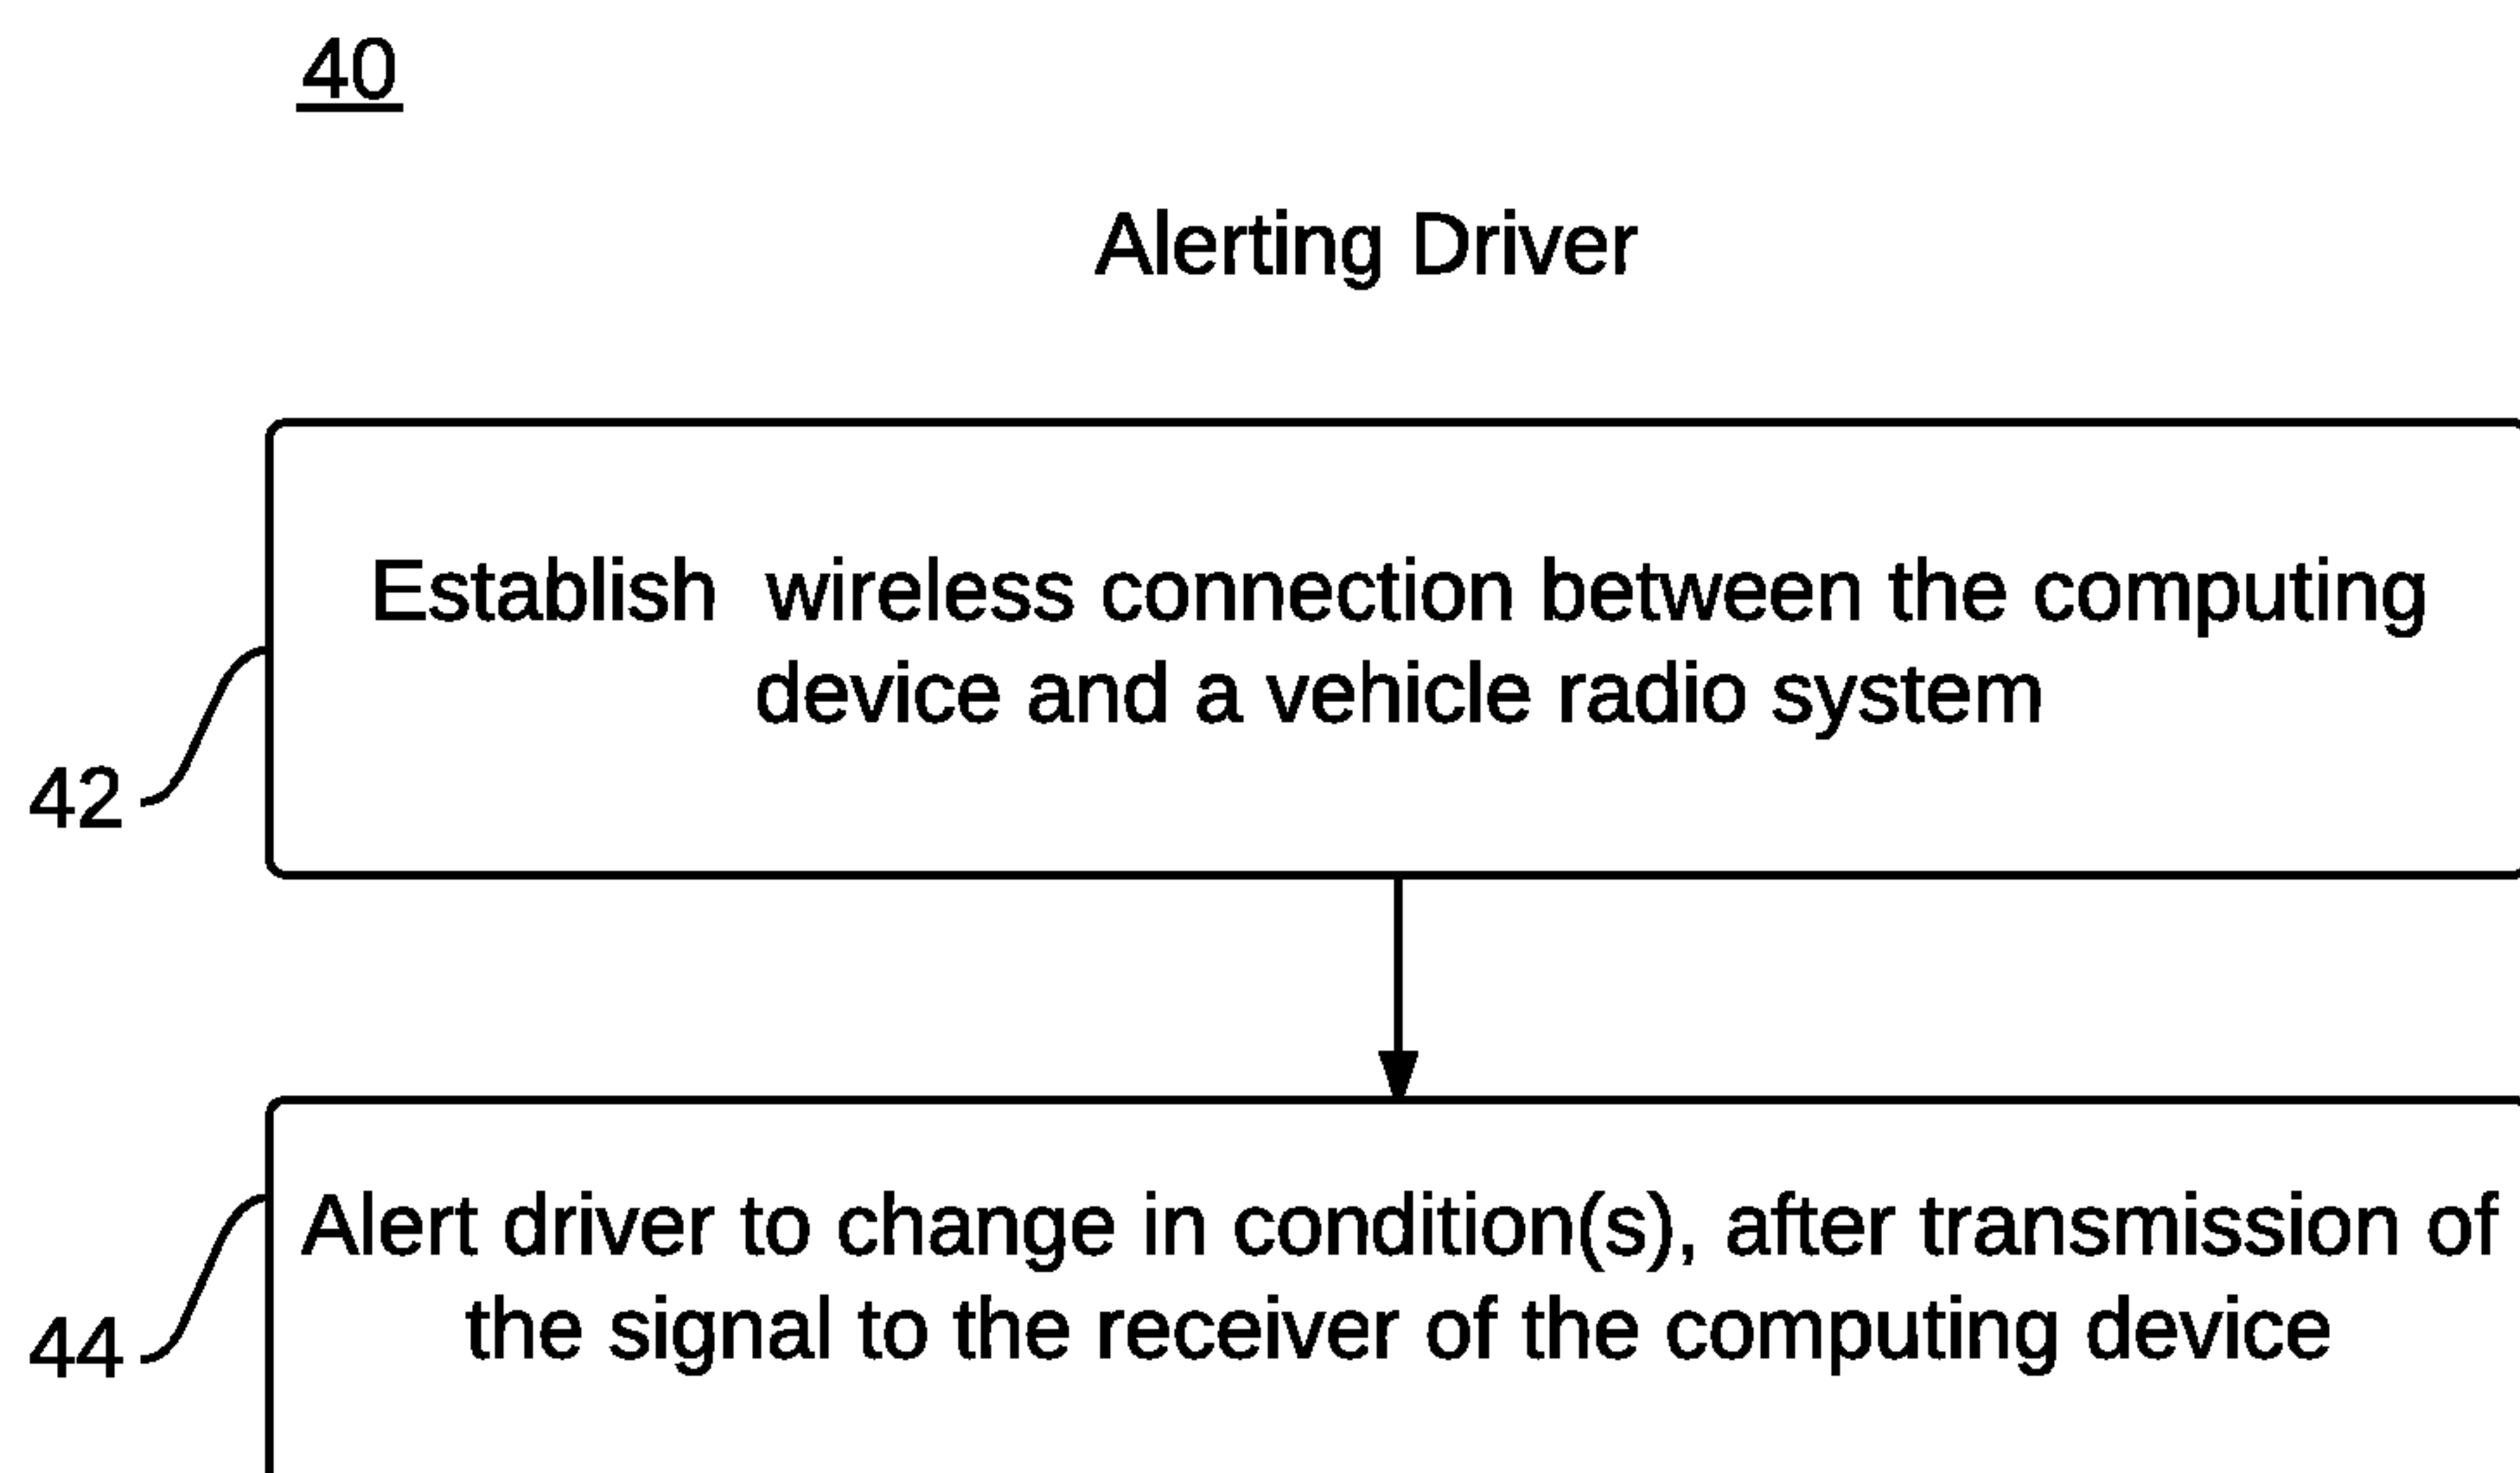 40
Alerting Driver
Establish  wireless connection between the computing
device and a vehicle radio system
42
Alert driver to change in condition(s), after transmission of
the signal to the receiver of the computing device
44